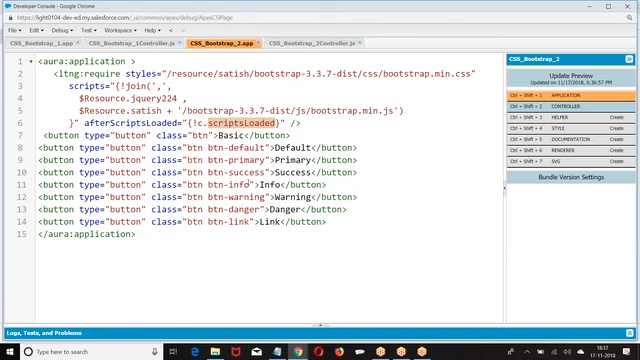 Developer Console - Google Chrome
https://light0104-dev-ed.my.salesforce.com/_ui/common/apex/debug/ApexCSIPage
File Edit Debug Test Workspace Help < >
CSS_Bootstrap_1.app CSS_Bootstrap_1Controller.js CSS_Bootstrap_2.app CSS_Bootstrap_2Controller.js
1 <aura:application >
2 <ltng:require styles="/resource/satish/bootstrap-3.3.7-dist/css/bootstrap.min.css"
3 scripts="{!join(',',
4 $Resource.jquery224 ,
5 $Resource.satish + '/bootstrap-3.3.7-dist/js/bootstrap.min.js')
6 }" afterScriptsLoaded="{!c.scriptsLoaded}" />
7 <button type="button" class="btn">Basic</button>
8 <button type="button" class="btn btn-default">Default</button>
9 <button type="button" class="btn btn-primary">Primary</button>
10 <button type="button" class="btn btn-success">Success</button>
11 <button type="button" class="btn btn-info">Info</button>
12 <button type="button" class="btn btn-warning">Warning</button>
13 <button type="button" class="btn btn-danger">Danger</button>
14 <button type="button" class="btn btn-link">Link</button>
15 </aura:application>
CSS_Bootstrap_2
Update Preview
Updated on 11/17/2018, 6:36:57 PM
Ctrl + Shift + 1 APPLICATION
Ctrl + Shift + 2 CONTROLLER
Ctrl + Shift + 3 HELPER Create
Ctrl + Shift + 4 STYLE Create
Ctrl + Shift + 5 DOCUMENTATION Create
Ctrl + Shift + 6 RENDERER Create
Ctrl + Shift + 7 SVG Create
Bundle Version Settings
Logs, Tests, and Problems
Type here to search
18:37
17-11-2018